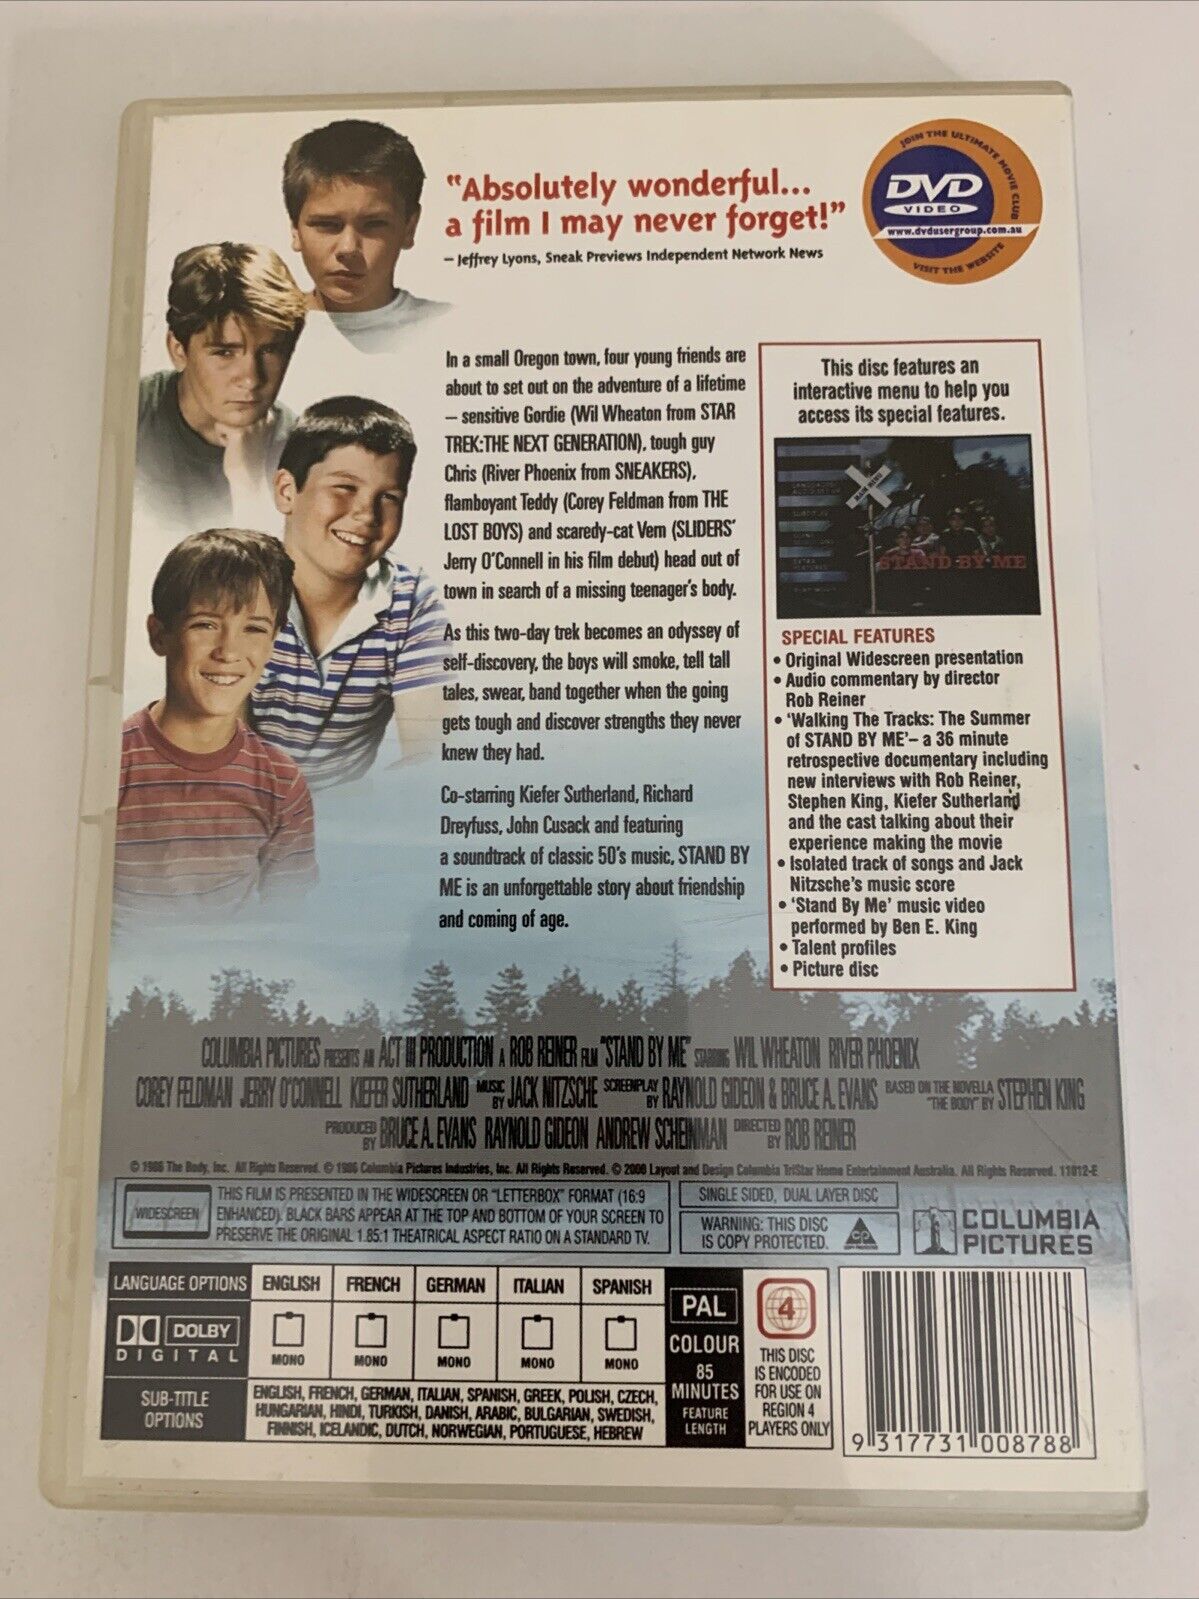 "Absolutely wonderful...
a film I may never forget!"
– Jeffrey Lyons, Sneak Previews Independent Network News
JOIN THE ULTIMATE MOVIE CLUB
DVD
VIDEO
www.dvdusergroup.com.au
VISIT THE WEBSITE
In a small Oregon town, four young friends are
about to set out on the adventure of a lifetime
– sensitive Gordie (Wil Wheaton from STAR
TREK:THE NEXT GENERATION), tough guy
Chris (River Phoenix from SNEAKERS),
flamboyant Teddy (Corey Feldman from THE
LOST BOYS) and scaredy-cat Vern (SLIDERS'
Jerry O'Connell in his film debut) head out of
town in search of a missing teenager's body.
As this two-day trek becomes an odyssey of
self-discovery, the boys will smoke, tell tall
tales, swear, band together when the going
gets tough and discover strengths they never
knew they had.
Co-starring Kiefer Sutherland, Richard
Dreyfuss, John Cusack and featuring
a soundtrack of classic 50's music, STAND BY
ME is an unforgettable story about friendship
and coming of age.
This disc features an
interactive menu to help you
access its special features.
STAND BY ME
SPECIAL FEATURES
• Original Widescreen presentation
• Audio commentary by director
Rob Reiner
• 'Walking The Tracks: The Summer
of STAND BY ME'– a 36 minute
retrospective documentary including
new interviews with Rob Reiner,
Stephen King, Kiefer Sutherland
and the cast talking about their
experience making the movie
• Isolated track of songs and Jack
Nitzsche's music score
• 'Stand By Me' music video
performed by Ben E. King
• Talent profiles
• Picture disc
COLUMBIA PICTURES PRESENTS AN ACT III PRODUCTION A ROB REINER FILM "STAND BY ME" STARRING WIL WHEATON RIVER PHOENIX
COREY FELDMAN JERRY O'CONNELL KIEFER SUTHERLAND MUSIC BY JACK NITZSCHE SCREENPLAY BY RAYNOLD GIDEON & BRUCE A. EVANS BASED ON THE NOVELLA "THE BODY" BY STEPHEN KING
PRODUCED BY BRUCE A. EVANS RAYNOLD GIDEON ANDREW SCHEINMAN DIRECTED BY ROB REINER
© 1986 The Body, Inc. All Rights Reserved. © 1986 Columbia Pictures Industries, Inc. All Rights Reserved. © 2000 Layout and Design Columbia TriStar Home Entertainment Australia. All Rights Reserved. 11012-E
WIDESCREEN
THIS FILM IS PRESENTED IN THE WIDESCREEN OR "LETTERBOX" FORMAT (16:9
ENHANCED). BLACK BARS APPEAR AT THE TOP AND BOTTOM OF YOUR SCREEN TO
PRESERVE THE ORIGINAL 1.85:1 THEATRICAL ASPECT RATIO ON A STANDARD TV.
SINGLE SIDED, DUAL LAYER DISC
WARNING: THIS DISC
IS COPY PROTECTED.
COLUMBIA
PICTURES
LANGUAGE OPTIONS ENGLISH FRENCH GERMAN ITALIAN SPANISH
DOLBY
DIGITAL
MONO MONO MONO MONO MONO
SUB-TITLE
OPTIONS
ENGLISH, FRENCH, GERMAN, ITALIAN, SPANISH, GREEK, POLISH, CZECH,
HUNGARIAN, HINDI, TURKISH, DANISH, ARABIC, BULGARIAN, SWEDISH,
FINNISH, ICELANDIC, DUTCH, NORWEGIAN, PORTUGUESE, HEBREW
PAL
COLOUR
85
MINUTES
FEATURE
LENGTH
4
THIS DISC
IS ENCODED
FOR USE ON
REGION 4
PLAYERS ONLY
9 317731 008788